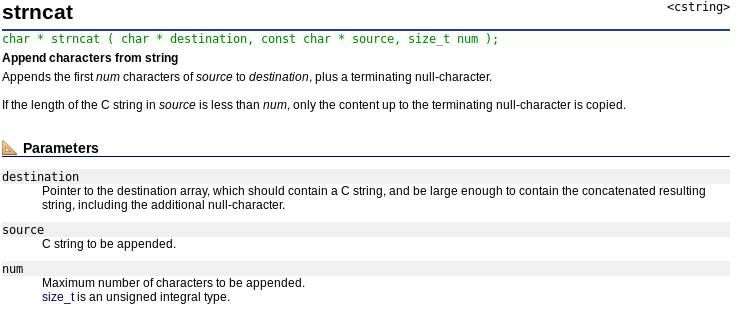 strncat
<cstring>
char * strncat ( char * destination, const char * source, size_t num );
Append characters from string
Appends the first num characters of source to destination, plus a terminating null-character.
If the length of the C string in source is less than num, only the content up to the terminating null-character is copied.
Parameters
destination
Pointer to the destination array, which should contain a C string, and be large enough to contain the concatenated resulting
string, including the additional null-character.
source
C string to be appended.
num
Maximum number of characters to be appended.
size_t is an unsigned integral type.